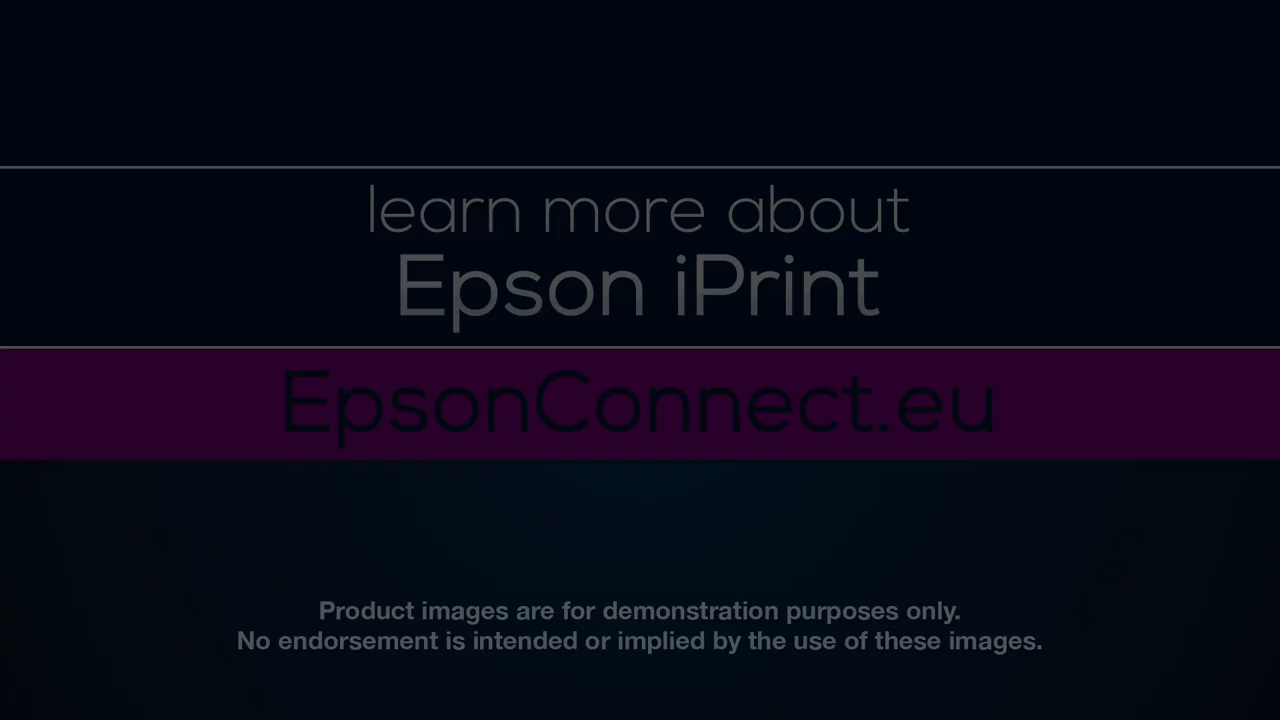 learn more about
Epson iPrint
EpsonConnect.eu
Product images are for demonstration purposes only.
No endorsement is intended or implied by the use of these images.